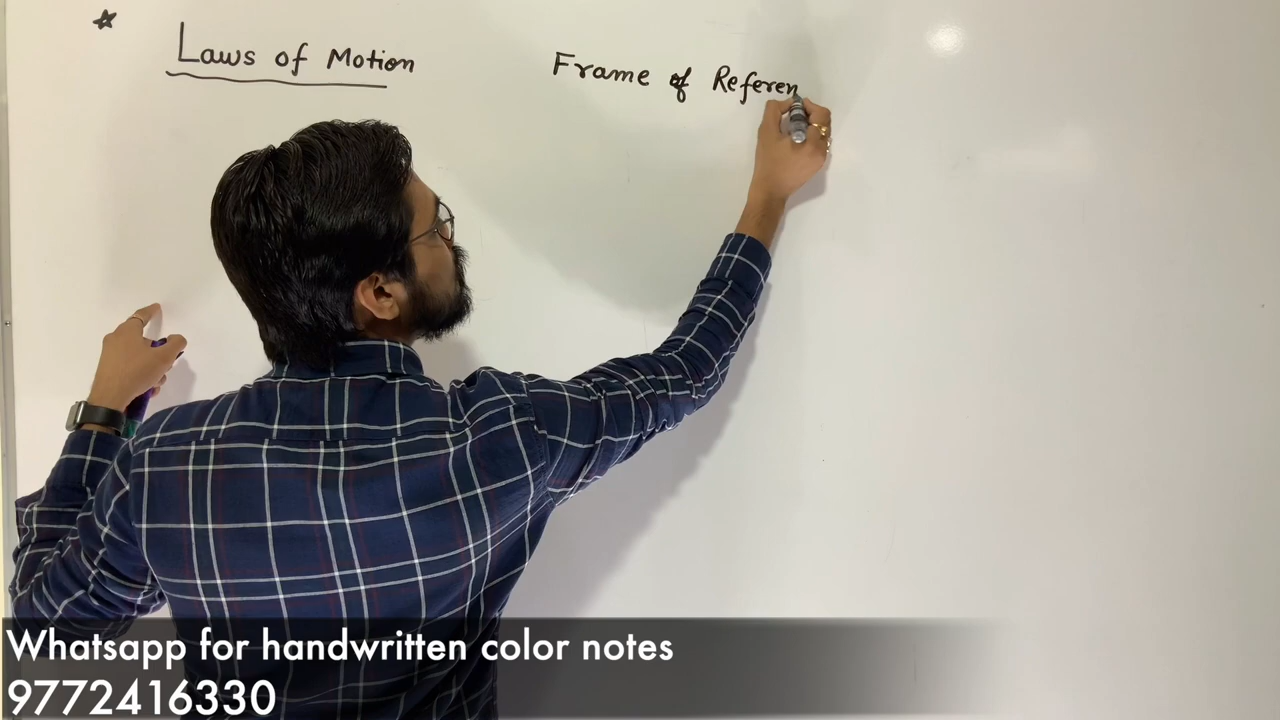 Laws of Motion
Frame of Referen
Whatsapp for handwritten color notes
9772416330